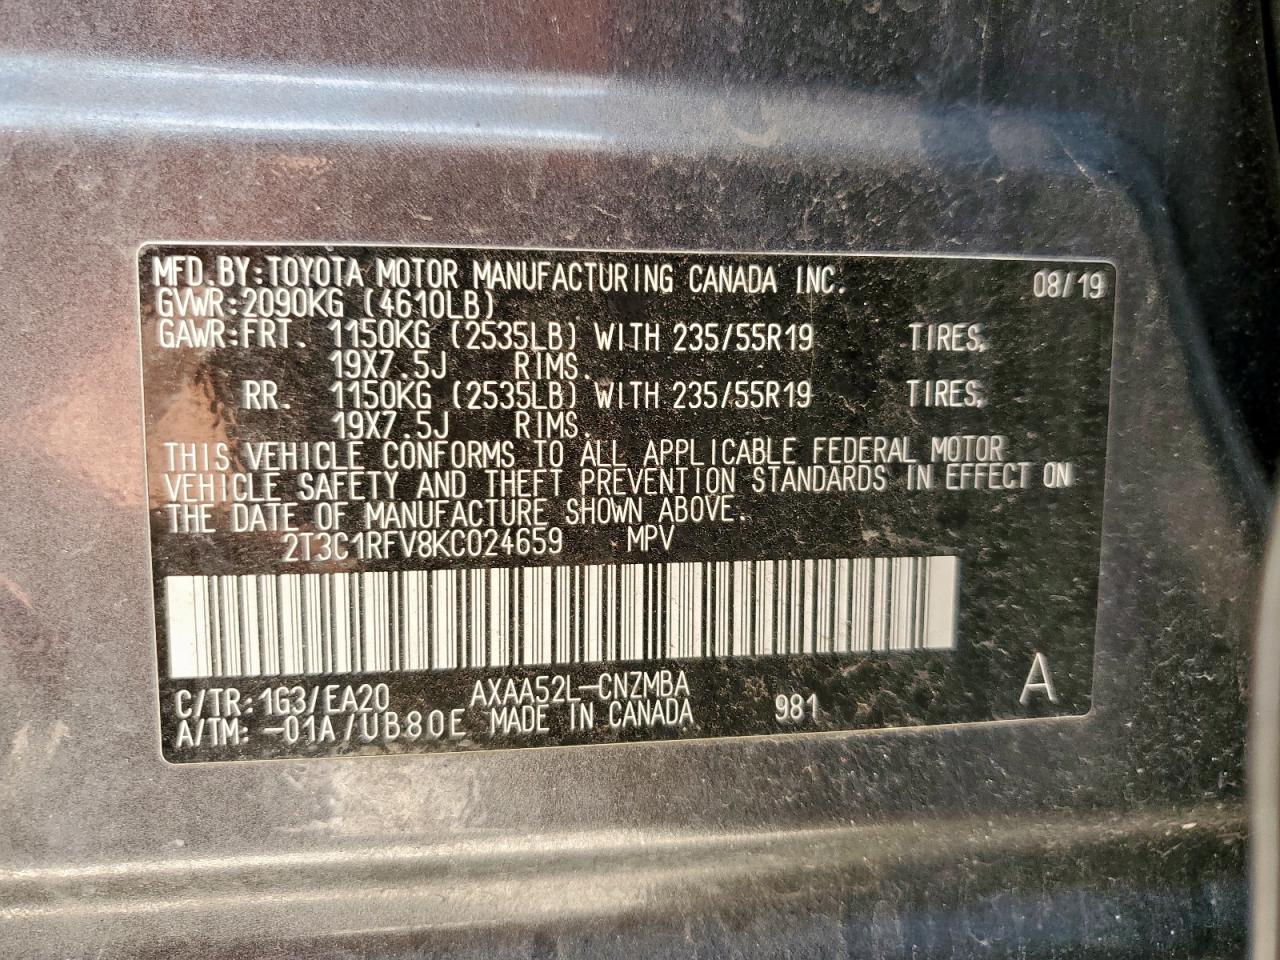 MFD.BY:TOYOTA MOTOR MANUFACTURING CANADA INC. 08/19
GVWR:2090KG (4610LB)
GAWR:FRT. 1150KG (2535LB) WITH 235/55R19 TIRES,
19X7.5J RIMS.
RR. 1150KG (2535LB) WITH 235/55R19 TIRES,
19X7.5J RIMS.
THIS VEHICLE CONFORMS TO ALL APPLICABLE FEDERAL MOTOR
VEHICLE SAFETY AND THEFT PREVENTION STANDARDS IN EFFECT ON
THE DATE OF MANUFACTURE SHOWN ABOVE.
2T3C1RFV8KC024659 MPV
C/TR:1G3/EA20 AXAA52L-CNZMBA
A/TM: -01A/UB80E MADE IN CANADA 981 A